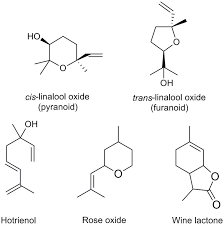 HO
O
O
OH
cis-linalool oxide
(pyranoid)
trans-linalool oxide
(furanoid)
OH
O
O
O
Hotrienol
Rose oxide
Wine lactone